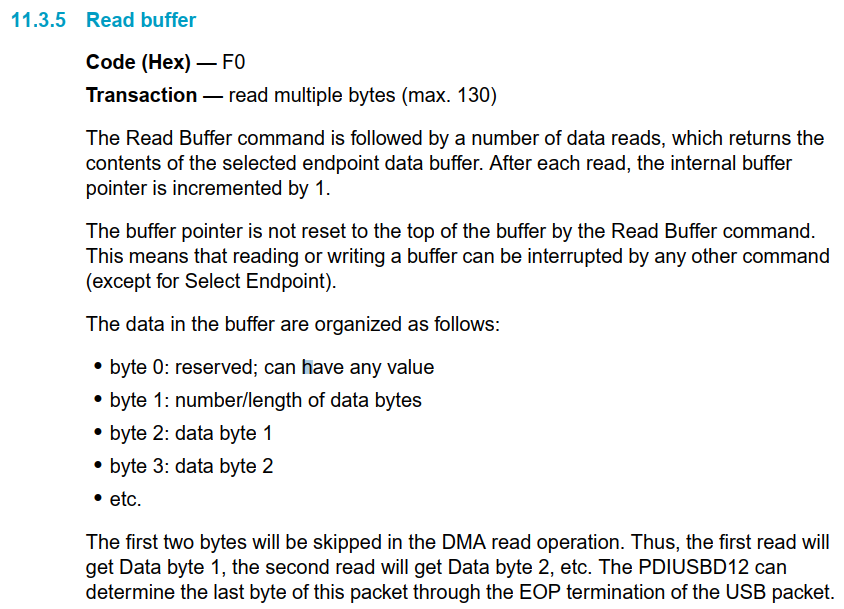 11.3.5 Read buffer
Code (Hex) — F0
Transaction — read multiple bytes (max. 130)
The Read Buffer command is followed by a number of data reads, which returns the
contents of the selected endpoint data buffer. After each read, the internal buffer
pointer is incremented by 1.
The buffer pointer is not reset to the top of the buffer by the Read Buffer command.
This means that reading or writing a buffer can be interrupted by any other command
(except for Select Endpoint).
The data in the buffer are organized as follows:
• byte 0: reserved; can have any value
• byte 1: number/length of data bytes
• byte 2: data byte 1
• byte 3: data byte 2
• etc.
The first two bytes will be skipped in the DMA read operation. Thus, the first read will
get Data byte 1, the second read will get Data byte 2, etc. The PDIUSBD12 can
determine the last byte of this packet through the EOP termination of the USB packet.